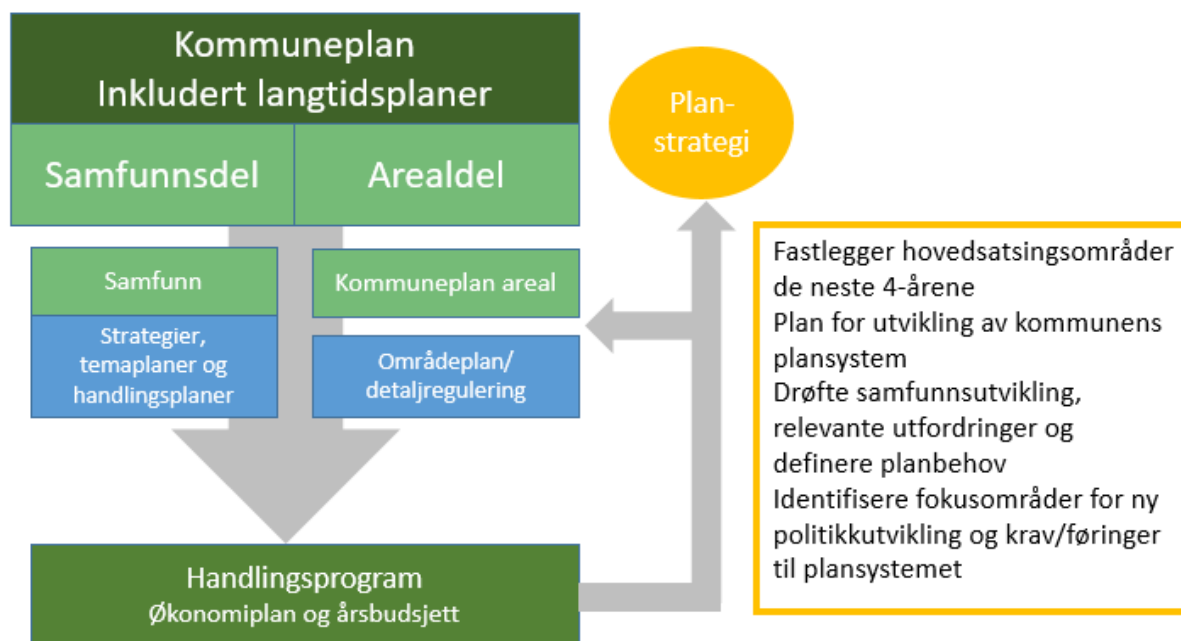 Kommuneplan
Inkludert langtidsplaner
Samfunnsdel
Arealdel
Samfunn
Strategier,
temaplaner og
handlingsplaner
Kommuneplan areal
Områdeplan/
detaljregulering
Handlingsprogram
Økonomiplan og årsbudsjett
Plan-
strategi
Fastlegger hovedsatsingsområder
de neste 4-årene
Plan for utvikling av kommunens
plansystem
Drøfte samfunnsutvikling,
relevante utfordringer og
definere planbehov
Identifisere fokusområder for ny
politikkutvikling og krav/føringer
til plansystemet